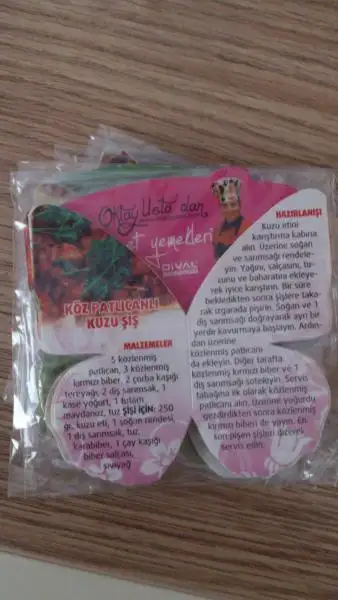 Oktay Usta'dan
et yemekleri
DİVAL
KÖZ PATLICANLI
KUZU ŞİŞ
MALZEMELER
5 közlenmiş
patlıcan, 3 közlenmiş
kırmızı biber, 2 çorba kaşığı
tereyağı, 2 diş sarımsak, 1
kase yoğurt, 1 tutam
maydanoz, tuz ŞİŞ İÇİN: 250
gr. kuzu eti, 1 soğan rendesi,
1 diş sarımsak, tuz,
karabiber, 1 çay kaşığı
biber salçası,
sıvıyağ
HAZIRLANIŞI
Kuzu etini
karıştırma kabına
alın. Üzerine soğan
ve sarımsağı rendele-
yin. Yağını, salçasını, tu-
zunu ve baharatını ekleye-
rek iyice karıştırın. Bir süre
bekledikten sonra şişlere taka-
rak ızgarada pişirin. Soğan ve 1
diş sarımsağı doğrayarak ayrı bir
yerde kavurmaya başlayın. Ardın-
dan üzerine
közlenmiş patlıcanı
da ekleyin. Diğer tarafta
közlenmiş kırmızı biber ve 1
diş sarımsağı soteleyin. Servis
tabağına ilk olarak közlenmiş
patlıcanı alın. Üzerine yoğurdu
gezdirdikten sonra közlenmiş
kırmızı biberi de yayın. En
son pişen şişleri dizerek
servis edin.